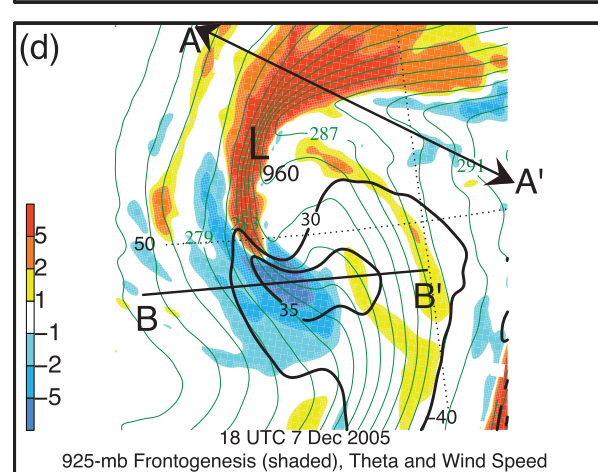 (d)
A
L
960
287
291
A'
30
50
279
253
B
B'
35
5
2
1
-1
-2
-5
-40
18 UTC 7 Dec 2005
925-mb Frontogenesis (shaded), Theta and Wind Speed